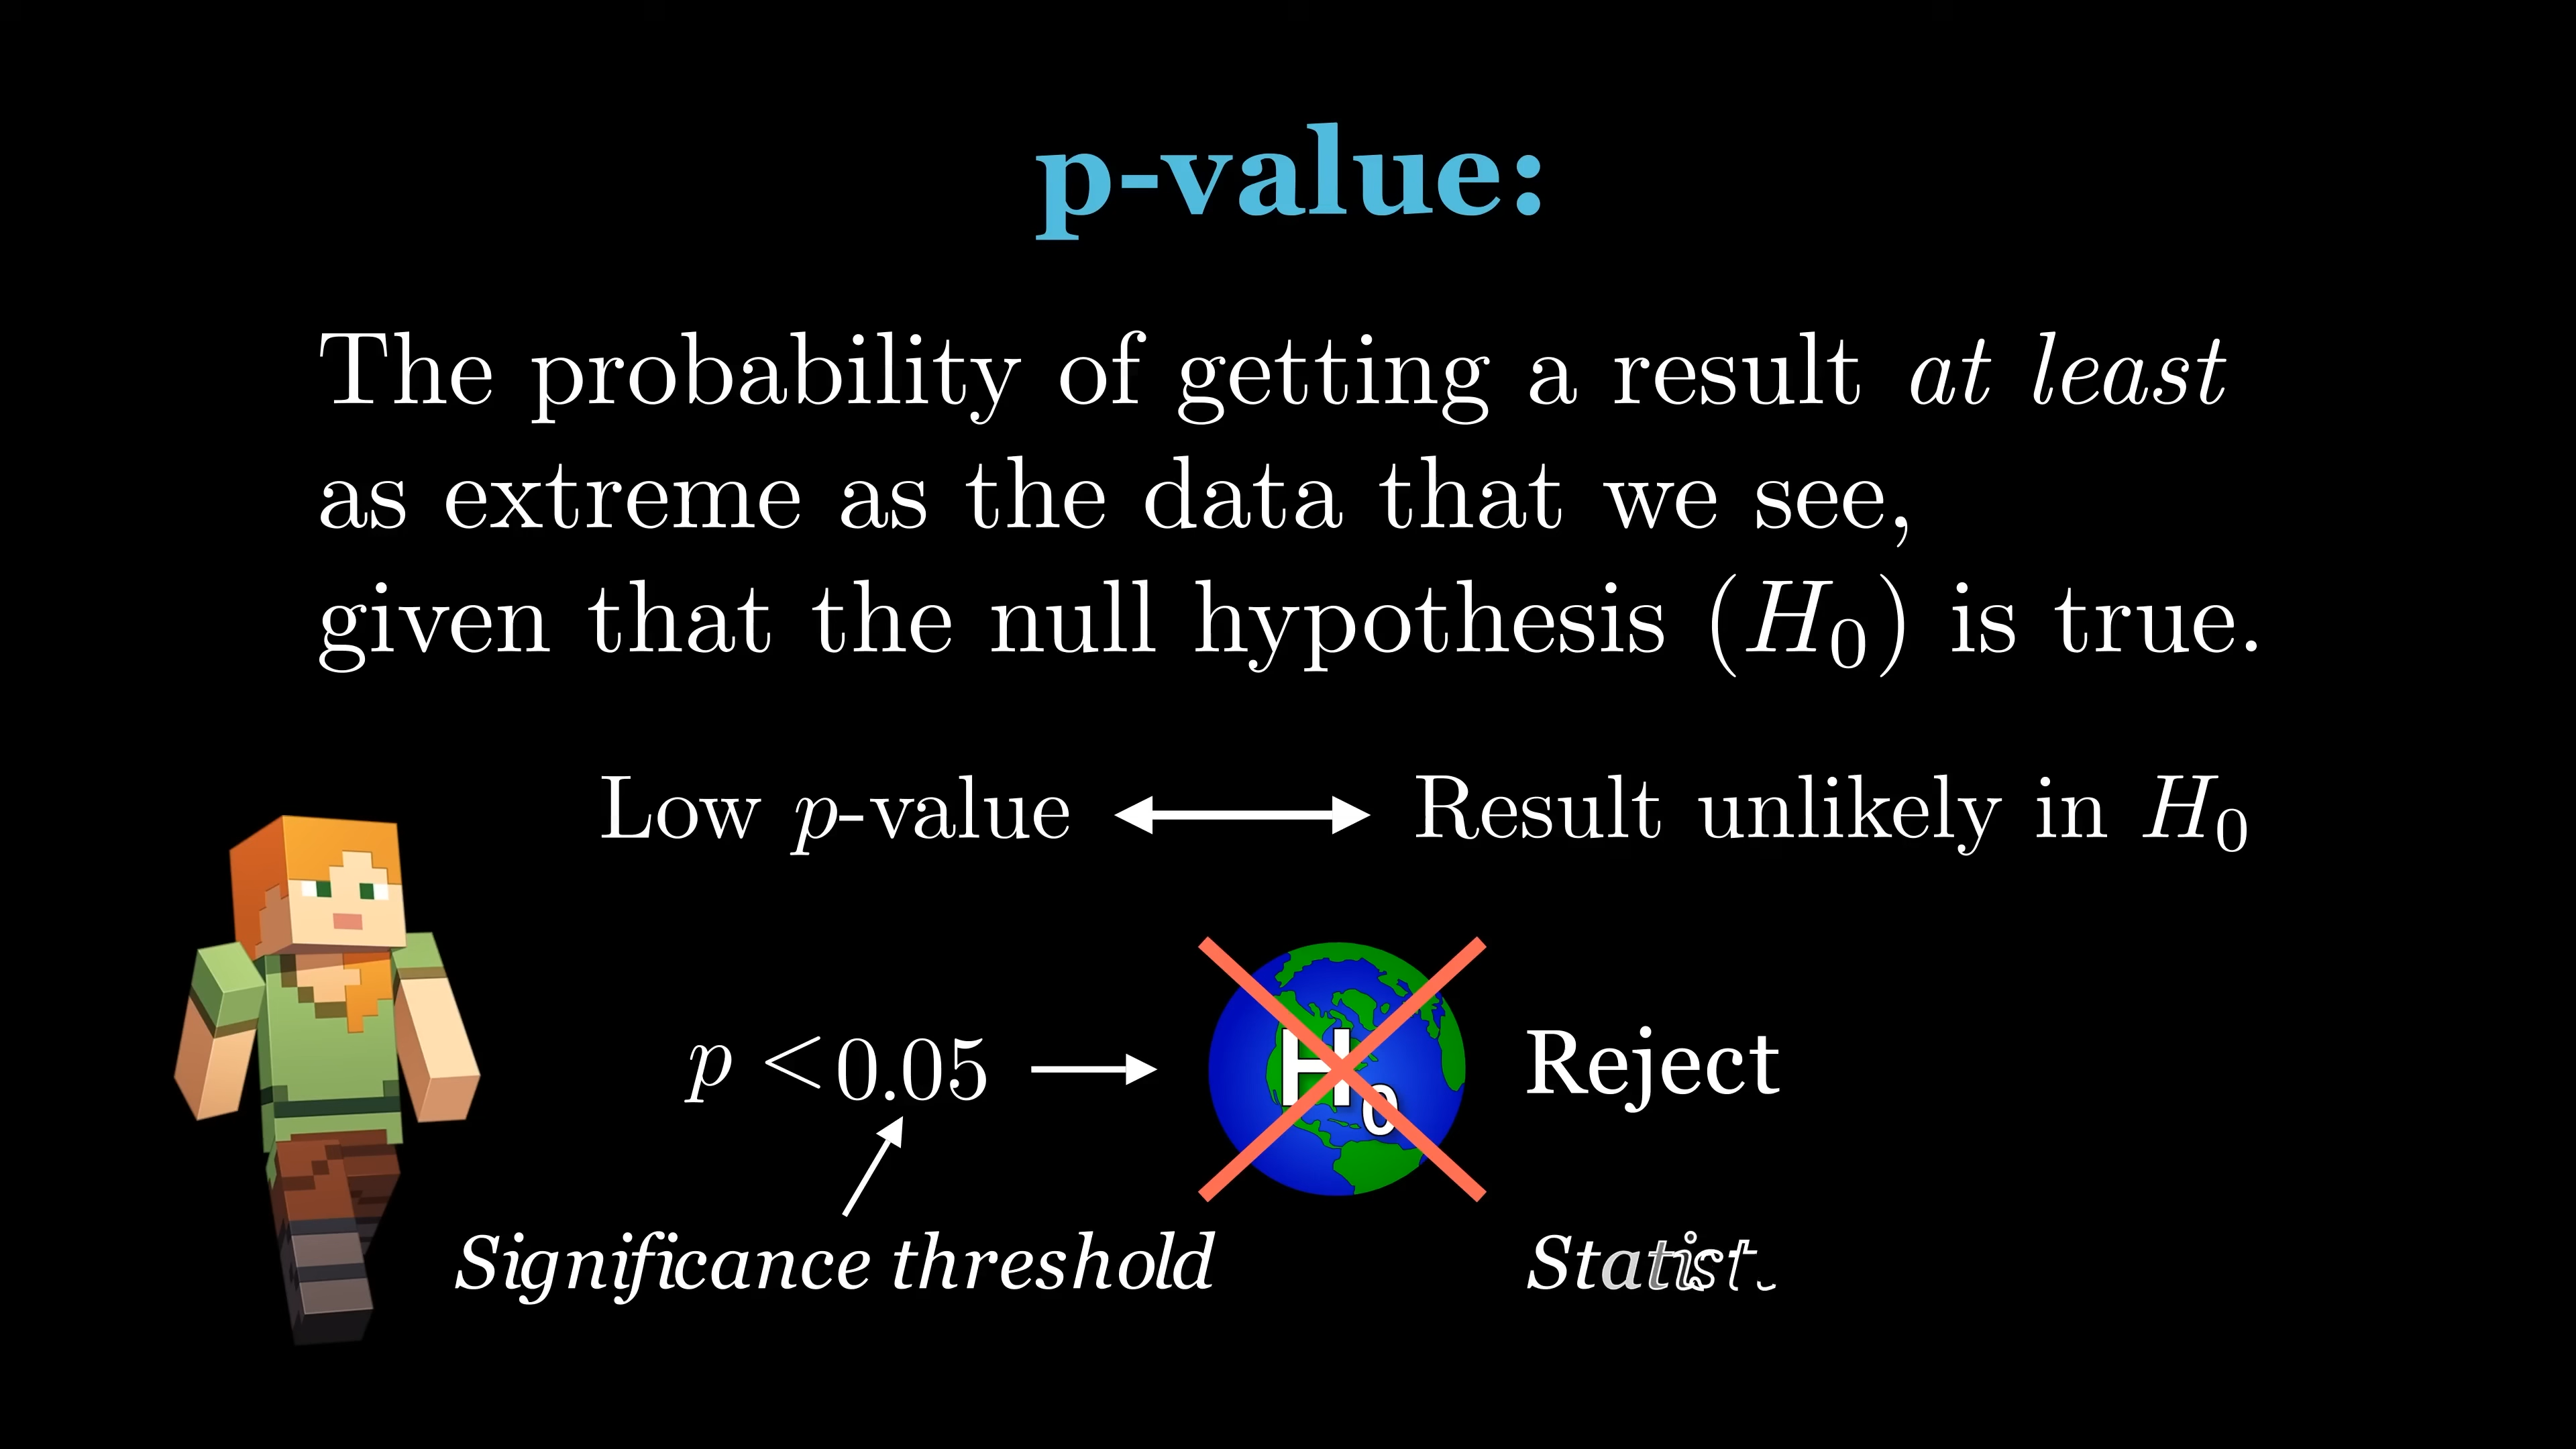 p-value:
The probability of getting a result at least
as extreme as the data that we see,
given that the null hypothesis (H₀) is true.
Low p-value ⟷ Result unlikely in H₀
p < 0.05 → H₀ Reject
Significance threshold Statist